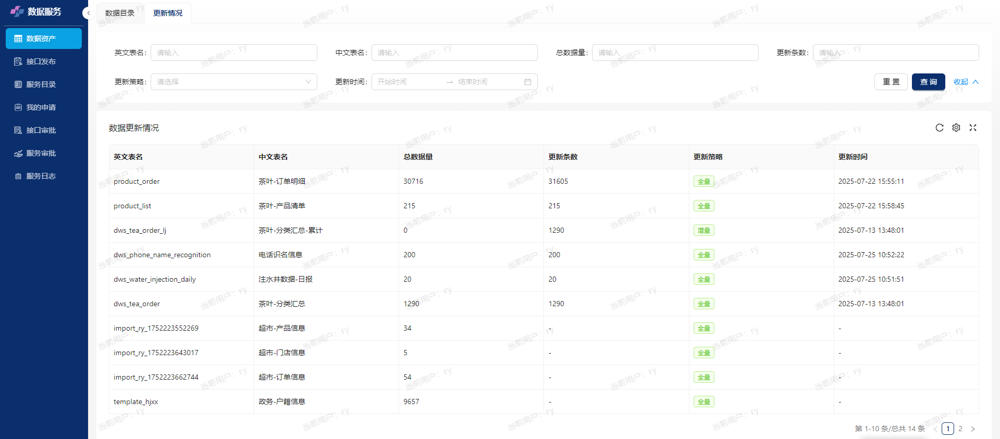 数据服务
数据目录
更新情况
数据资产
接口发布
服务目录
我的申请
接口审批
服务审批
服务日志
英文表名: 请输入
中文表名: 请输入
总数据量: 请输入
更新条数: 请输入
更新策略: 请选择
更新时间: 开始时间 → 结束时间
重 置
查 询
收起
数据更新情况
英文表名 中文表名 总数据量 更新条数 更新策略 更新时间
product_order 茶叶-订单明细 30716 31605 全量 2025-07-22 15:55:11
product_list 茶叶-产品清单 215 215 全量 2025-07-22 15:58:45
dws_tea_order_lj 茶叶-分类汇总-累计 0 1290 增量 2025-07-13 13:48:01
dws_phone_name_recognition 电话识名信息 200 200 全量 2025-07-25 10:52:22
dws_water_injection_daily 注水井数据-日报 20 20 全量 2025-07-25 10:51:51
dws_tea_order 茶叶-分类汇总 1290 1290 全量 2025-07-13 13:48:01
import_ry_1752223552269 超市-产品信息 34 - 全量 -
import_ry_1752223643017 超市-门店信息 5 - 全量 -
import_ry_1752223662744 超市-订单信息 54 - 全量 -
template_hjxx 政务-户籍信息 9657 - 全量 -
第 1-10 条/总共 14 条 < 1 2 >
当前用户：ry